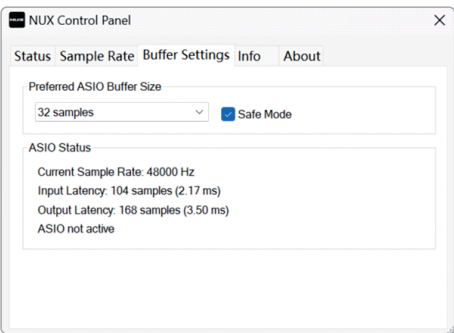 NUX NUX Control Panel
Status Sample Rate Buffer Settings Info About
Preferred ASIO Buffer Size
32 samples Safe Mode
ASIO Status
Current Sample Rate: 48000 Hz
Input Latency: 104 samples (2.17 ms)
Output Latency: 168 samples (3.50 ms)
ASIO not active